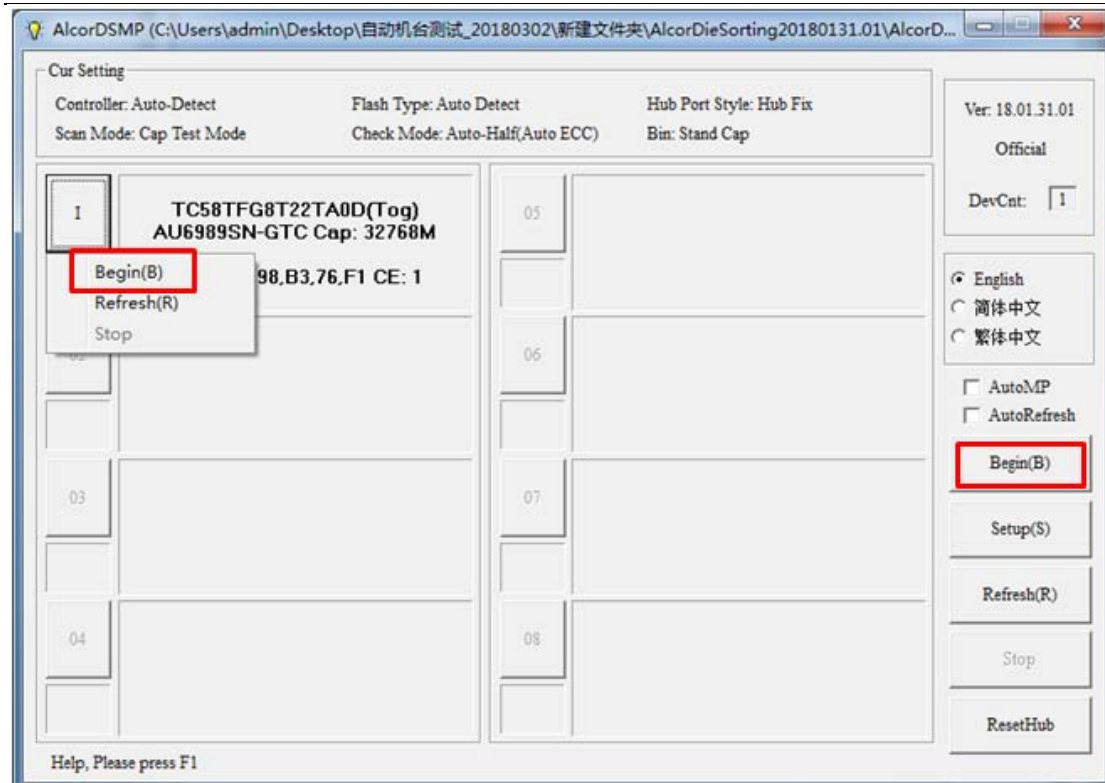 AlcorDSMP (C:\Users\admin\Desktop\自动机台测试_20180302\新建文件夹\AlcorDieSorting20180131.01\AlcorD...
Cur Setting
Controller: Auto-Detect Flash Type: Auto Detect Hub Port Style: Hub Fix
Scan Mode: Cap Test Mode Check Mode: Auto-Half(Auto ECC) Bin: Stand Cap
Ver: 18.01.31.01
Official
DevCnt: 1
I
TC58TFG8T22TA0D(Tog)
AU6989SN-GTC Cap: 32768M
98,B3,76,F1 CE: 1
Begin(B)
Refresh(R)
Stop
02
03
04
05
06
07
08
English
简体中文
繁体中文
AutoMP
AutoRefresh
Begin(B)
Setup(S)
Refresh(R)
Stop
ResetHub
Help, Please press F1